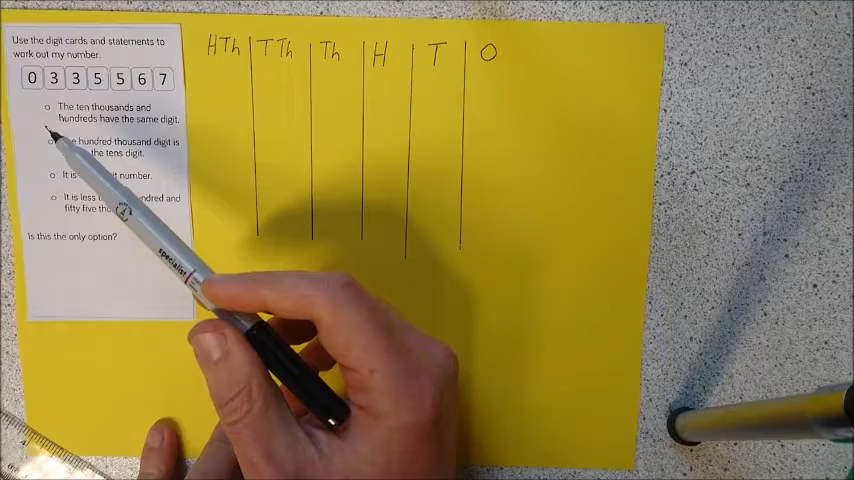 Use the digit cards and statements to
work out my number.
0 3 3 5 5 6 7
The ten thousands and
hundreds have the same digit.
hundred thousand digit is
the tens digit.
It is number.
It is less and
fifty five
Is this the only option?
HTh TTh Th H T O
specialist